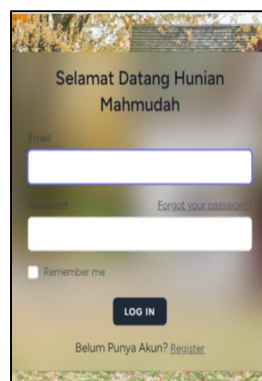 Selamat Datang Hunian
Mahmudah
Email
Password
Forgot your password?
Remember me
LOG IN
Belum Punya Akun? Register